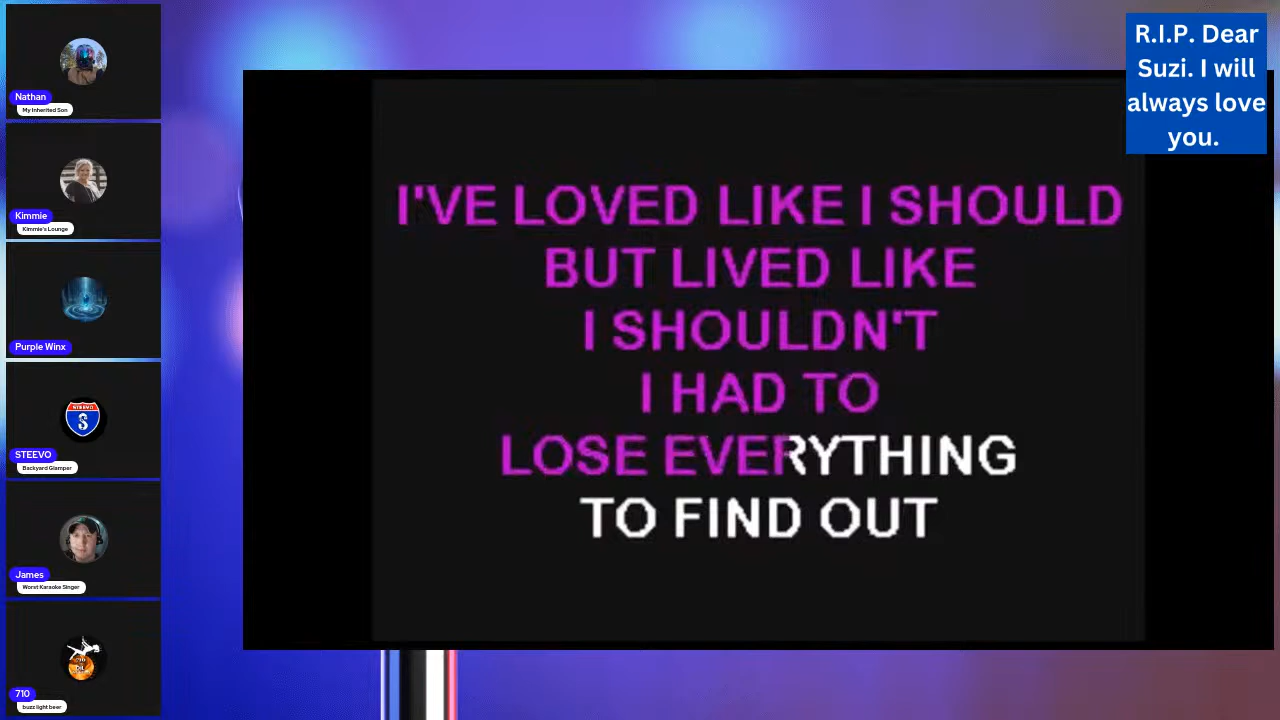 Nathan
My Inherited Son
Kimmie
Kimmie's Lounge
Purple Winx
STEEVO
S
STEEVO
Backyard Glamper
James
Worst Karaoke Singer
710
buzz light beer
I'VE LOVED LIKE I SHOULD
BUT LIVED LIKE
I SHOULDN'T
I HAD TO
LOSE EVERYTHING
TO FIND OUT
R.I.P. Dear
Suzi. I will
always love
you.